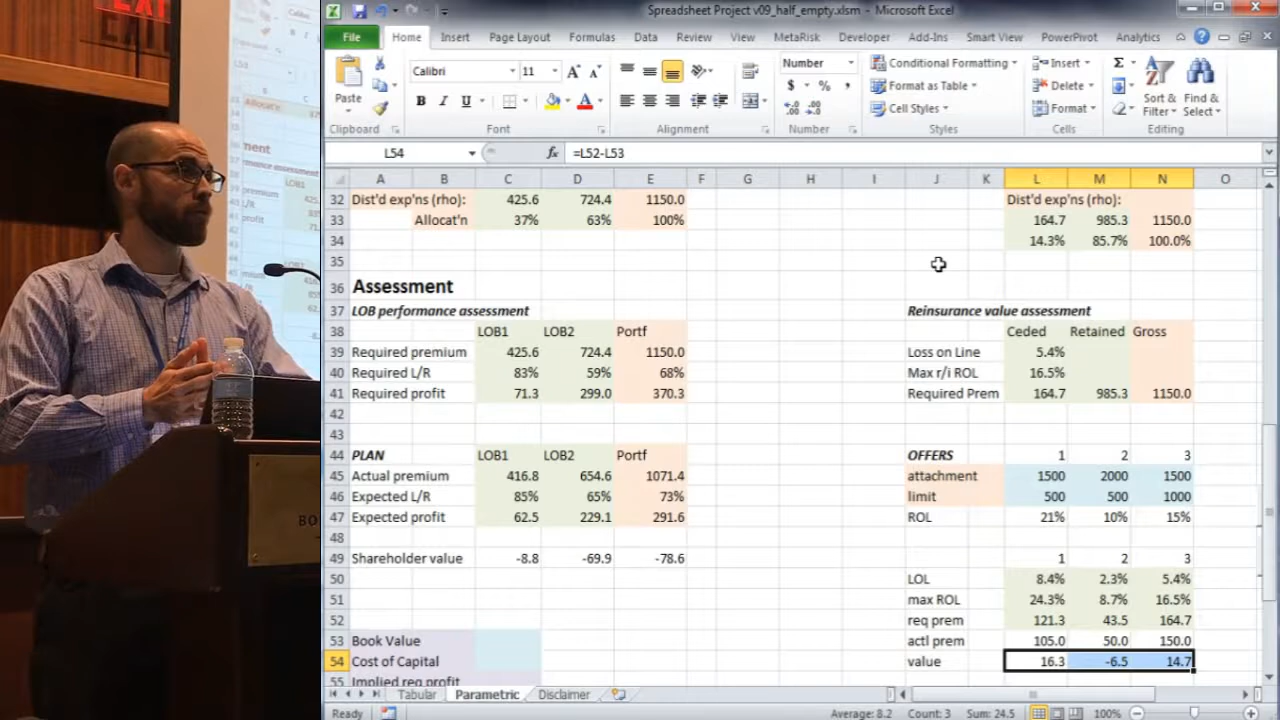 EXIT
Spreadsheet Project v09_half_empty.xlsm - Microsoft Excel
File Home Insert Page Layout Formulas Data Review View MetaRisk Developer Add-Ins Smart View PowerPivot Analytics
Calibri 11 Number Conditional Formatting Insert
Paste B I U $ % , Format as Table Delete Sort & Filter Find & Select
Cell Styles Format
Clipboard Font Alignment Number Styles Cells Editing
L54 fx =L52-L53
A B C D E F G H I J K L M N O
32 Dist'd exp'ns (rho): 425.6 724.4 1150.0 Dist'd exp'ns (rho):
33 Allocat'n 37% 63% 100% 164.7 985.3 1150.0
34 14.3% 85.7% 100.0%
35
36 Assessment
37 LOB performance assessment Reinsurance value assessment
38 LOB1 LOB2 Portf Ceded Retained Gross
39 Required premium 425.6 724.4 1150.0 Loss on Line 5.4%
40 Required L/R 83% 59% 68% Max r/i ROL 16.5%
41 Required profit 71.3 299.0 370.3 Required Prem 164.7 985.3 1150.0
42
43
44 PLAN LOB1 LOB2 Portf OFFERS 1 2 3
45 Actual premium 416.8 654.6 1071.4 attachment 1500 2000 1500
46 Expected L/R 85% 65% 73% limit 500 500 1000
47 Expected profit 62.5 229.1 291.6 ROL 21% 10% 15%
48
49 Shareholder value -8.8 -69.9 -78.6 1 2 3
50 LOL 8.4% 2.3% 5.4%
51 max ROL 24.3% 8.7% 16.5%
52 req prem 121.3 43.5 164.7
53 Book Value actl prem 105.0 50.0 150.0
54 Cost of Capital value 16.3 -6.5 14.7
55 Implied req profit
Tabular Parametric Disclaimer
Ready Average: 8.2 Count: 3 Sum: 24.5 100%